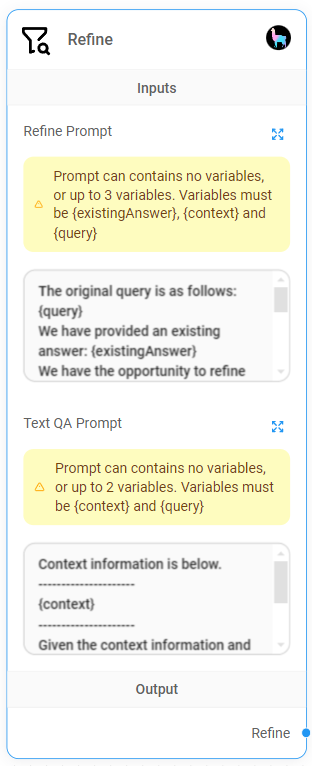 Refine
Inputs
Refine Prompt
Prompt can contains no variables,
or up to 3 variables. Variables must
be {existingAnswer}, {context} and
{query}
The original query is as follows:
{query}
We have provided an existing
answer: {existingAnswer}
We have the opportunity to refine
Text QA Prompt
Prompt can contains no variables,
or up to 2 variables. Variables must
be {context} and {query}
Context information is below.
---------------------
{context}
---------------------
Given the context information and
Output
Refine